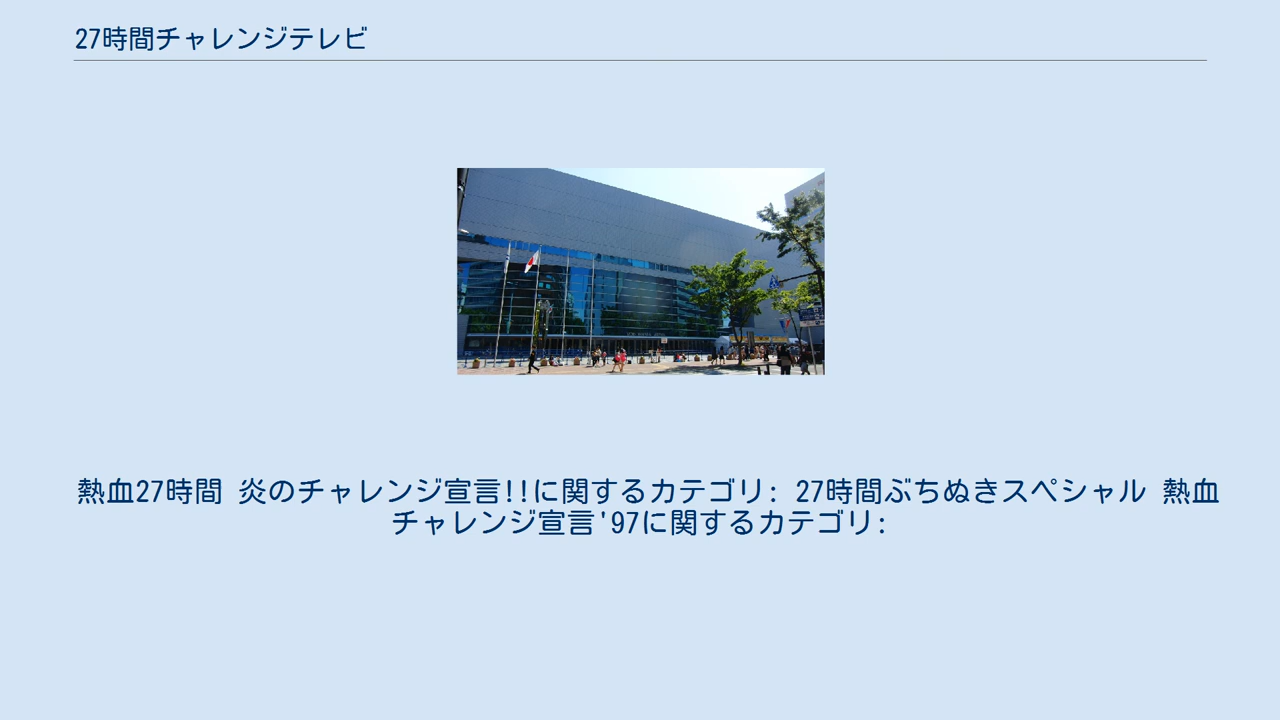 27時間チャレンジテレビ
熱血27時間 炎のチャレンジ宣言!!に関するカテゴリ: 27時間ぶちぬきスペシャル 熱血
チャレンジ宣言'97に関するカテゴリ: